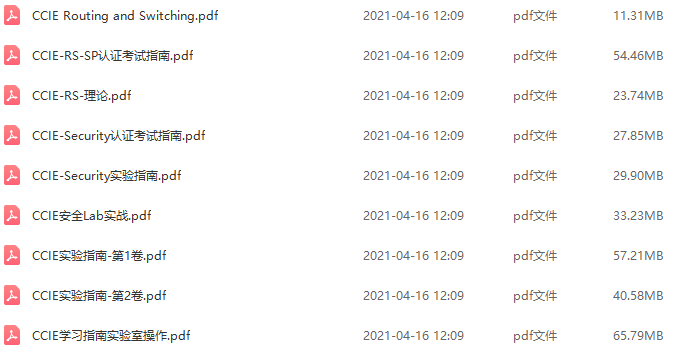 CCIE Routing and Switching.pdf 2021-04-16 12:09 pdf文件 11.31MB
CCIE-RS-SP认证考试指南.pdf 2021-04-16 12:09 pdf文件 54.46MB
CCIE-RS-理论.pdf 2021-04-16 12:09 pdf文件 23.74MB
CCIE-Security认证考试指南.pdf 2021-04-16 12:09 pdf文件 27.85MB
CCIE-Security实验指南.pdf 2021-04-16 12:09 pdf文件 29.90MB
CCIE安全Lab实战.pdf 2021-04-16 12:09 pdf文件 33.23MB
CCIE实验指南-第1卷.pdf 2021-04-16 12:09 pdf文件 57.21MB
CCIE实验指南-第2卷.pdf 2021-04-16 12:09 pdf文件 40.58MB
CCIE学习指南实验室操作.pdf 2021-04-16 12:09 pdf文件 65.79MB